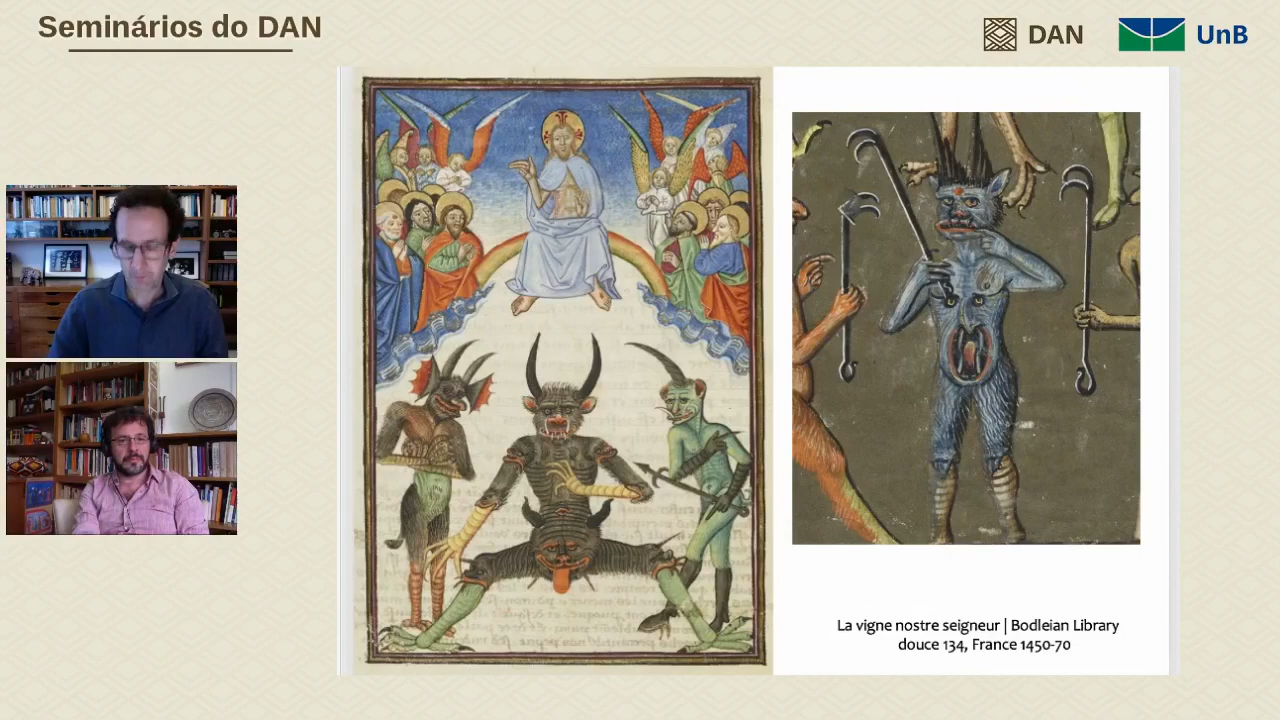 Seminários do DAN
DAN
UnB
La vigne nostre seigneur | Bodleian Library
douce 134, France 1450-70